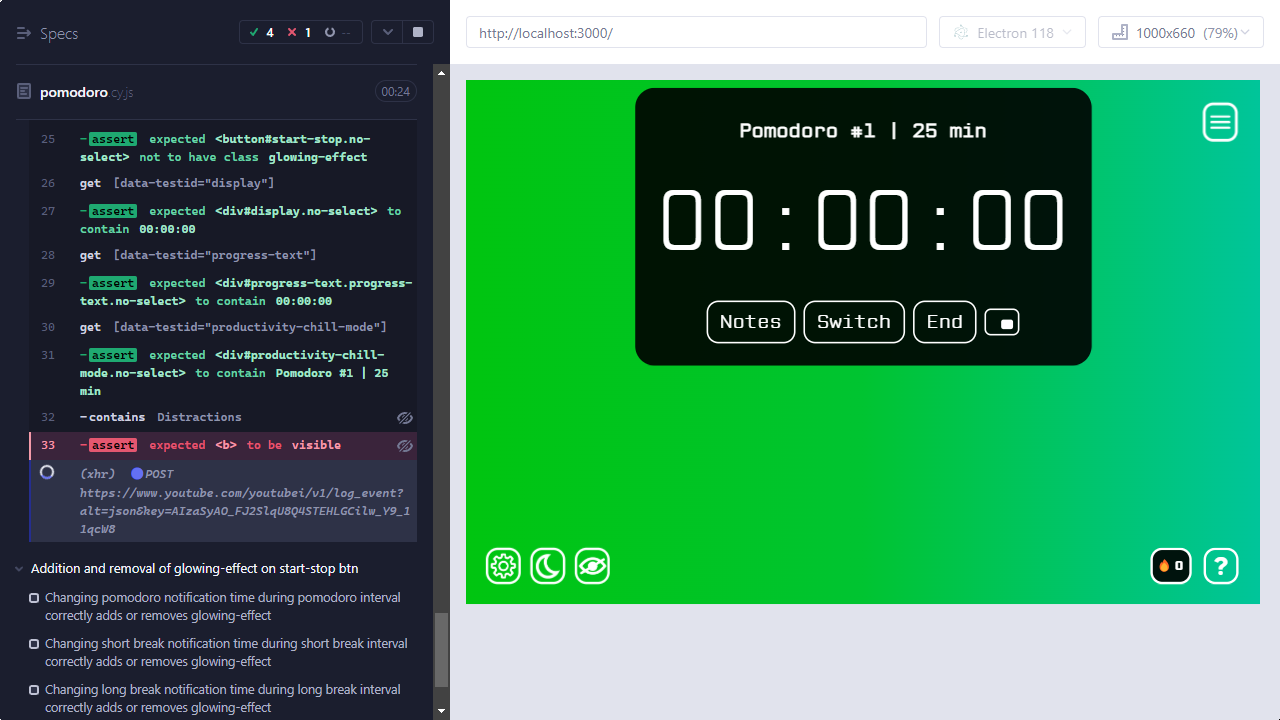 Specs
4
1
--
pomodoro.cy.js
00:24
25 -assert expected <button#start-stop.no-
select> not to have class glowing-effect
26 get [data-testid="display"]
27 -assert expected <div#display.no-select> to
contain 00:00:00
28 get [data-testid="progress-text"]
29 -assert expected <div#progress-text.progress-
text.no-select> to contain 00:00:00
30 get [data-testid="productivity-chill-mode"]
31 -assert expected <div#productivity-chill-
mode.no-select> to contain Pomodoro #1 | 25
min
32 -contains Distractions
33 -assert expected <b> to be visible
(xhr) POST
https://www.youtube.com/youtubei/v1/log_event?
alt=json&key=AIzaSyAO_FJ2SlqU8Q4STEHLGCilw_Y9_1
1qcW8
Addition and removal of glowing-effect on start-stop btn
Changing pomodoro notification time during pomodoro interval
correctly adds or removes glowing-effect
Changing short break notification time during short break interval
correctly adds or removes glowing-effect
Changing long break notification time during long break interval
correctly adds or removes glowing-effect
http://localhost:3000/
Electron 118
1000x660 (79%)
Pomodoro #1 | 25 min
00:00:00
Notes
Switch
End
0
?